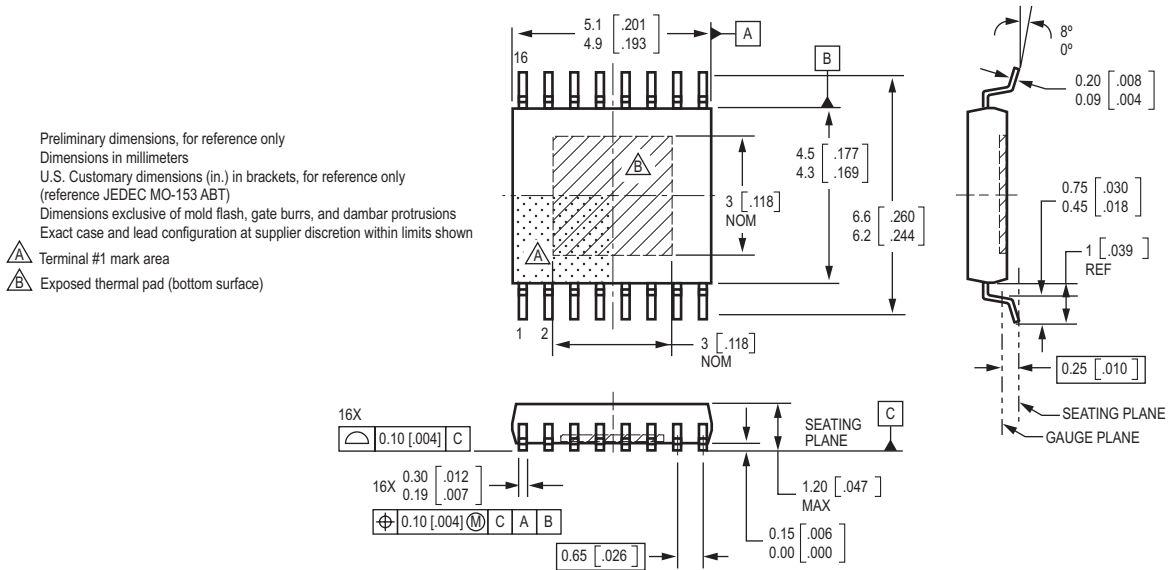 Preliminary dimensions, for reference only
Dimensions in millimeters
U.S. Customary dimensions (in.) in brackets, for reference only
(reference JEDEC MO-153 ABT)
Dimensions exclusive of mold flash, gate burrs, and dambar protrusions
Exact case and lead configuration at supplier discretion within limits shown
A Terminal #1 mark area
B Exposed thermal pad (bottom surface)
5.1 [.201
4.9 .193]
A
16
B
B
A
4.5 [.177
4.3 .169]
3 [.118]
NOM
6.6 [.260
6.2 .244]
1 2
3 [.118]
NOM
8º
0º
0.20 [.008
0.09 .004]
0.75 [.030
0.45 .018]
1 [.039]
REF
0.25 [.010]
SEATING PLANE
GAUGE PLANE
16X
0.10 [.004] C
SEATING
PLANE
C
16X 0.30 [.012
0.19 .007]
0.10 [.004] Ⓜ C A B
1.20 [.047]
MAX
0.15 [.006
0.00 .000]
0.65 [.026]